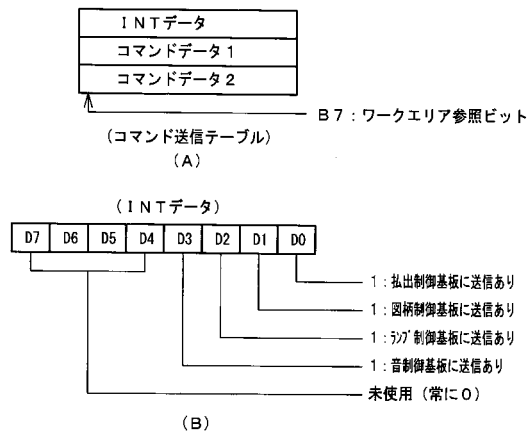 INTデータ
コマンドデータ1
コマンドデータ2
B7:ワークエリア参照ビット
(コマンド送信テーブル)
(A)
(INTデータ)
D7 D6 D5 D4 D3 D2 D1 D0
1:払出制御基板に送信あり
1:図柄制御基板に送信あり
1:ランプ制御基板に送信あり
1:音制御基板に送信あり
未使用(常に0)
(B)